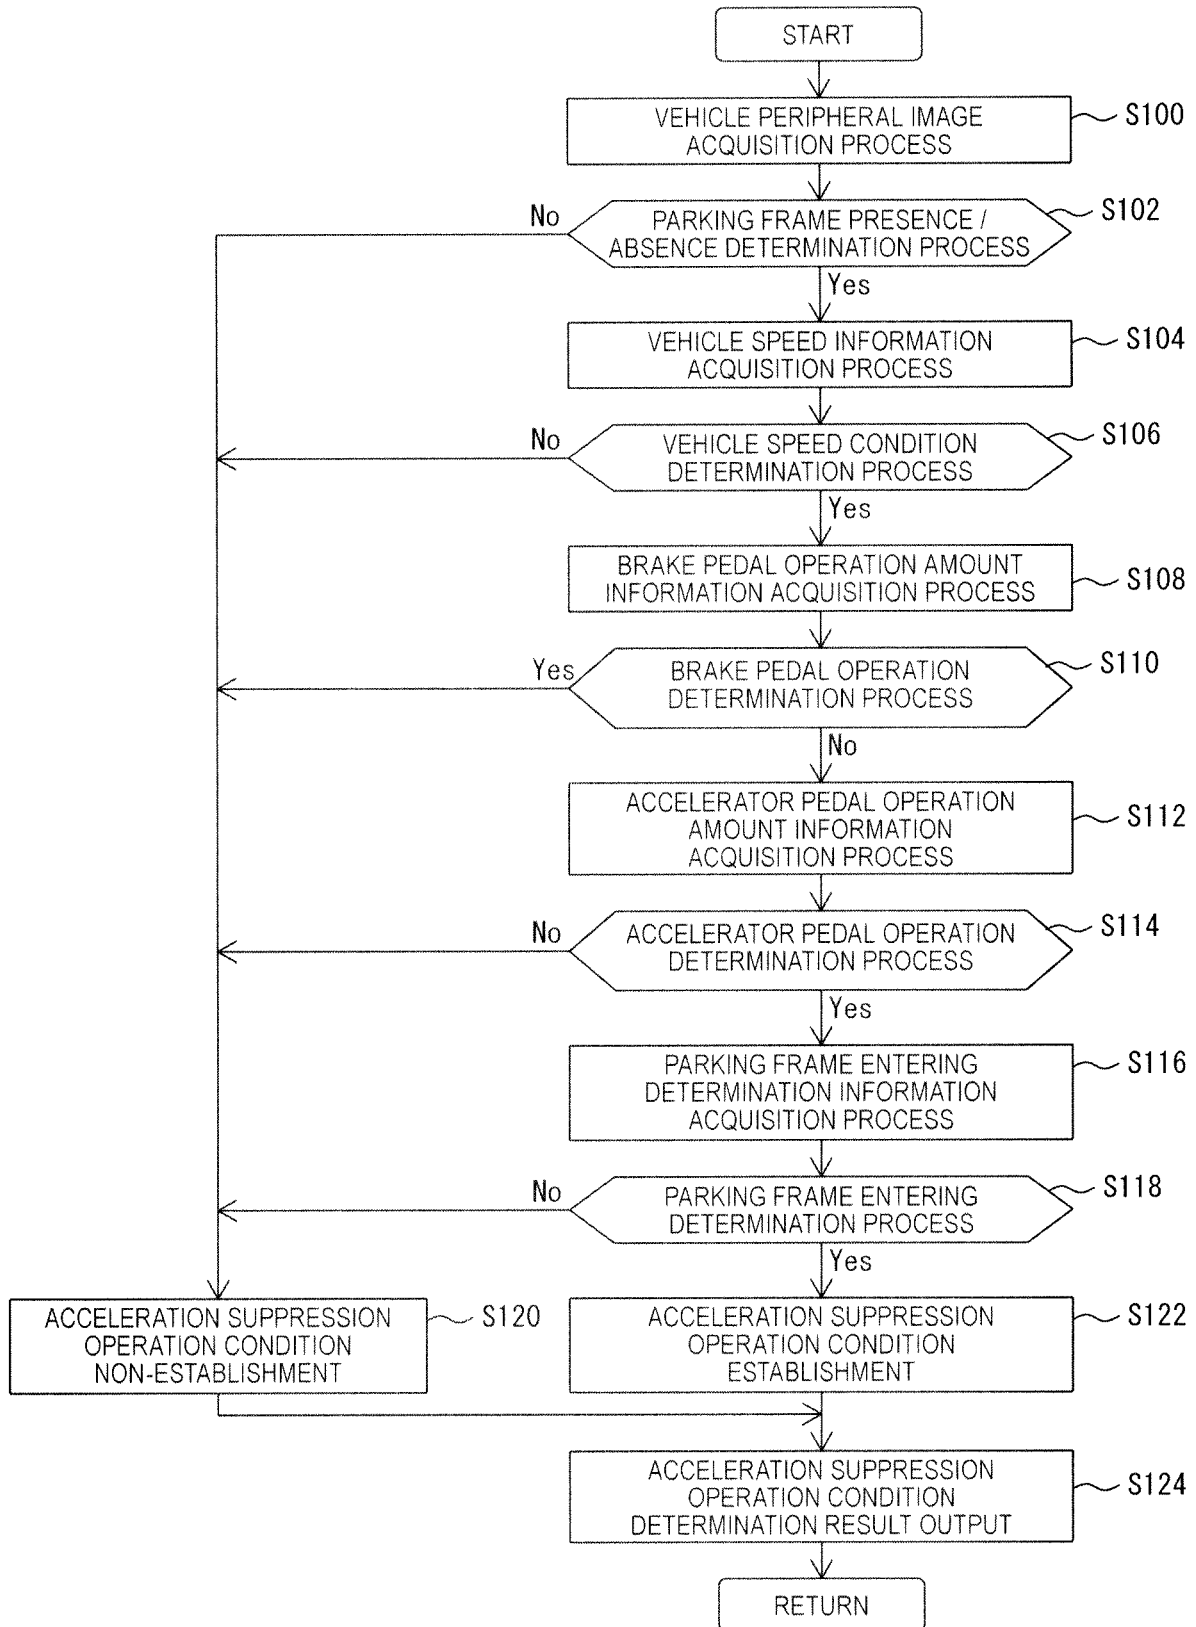 START
VEHICLE PERIPHERAL IMAGE
ACQUISITION PROCESS
S100
No
PARKING FRAME PRESENCE /
ABSENCE DETERMINATION PROCESS
S102
Yes
VEHICLE SPEED INFORMATION
ACQUISITION PROCESS
S104
No
VEHICLE SPEED CONDITION
DETERMINATION PROCESS
S106
Yes
BRAKE PEDAL OPERATION AMOUNT
INFORMATION ACQUISITION PROCESS
S108
Yes
BRAKE PEDAL OPERATION
DETERMINATION PROCESS
S110
No
ACCELERATOR PEDAL OPERATION
AMOUNT INFORMATION
ACQUISITION PROCESS
S112
No
ACCELERATOR PEDAL OPERATION
DETERMINATION PROCESS
S114
Yes
PARKING FRAME ENTERING
DETERMINATION INFORMATION
ACQUISITION PROCESS
S116
No
PARKING FRAME ENTERING
DETERMINATION PROCESS
S118
Yes
ACCELERATION SUPPRESSION
OPERATION CONDITION
NON-ESTABLISHMENT
S120
ACCELERATION SUPPRESSION
OPERATION CONDITION
ESTABLISHMENT
S122
ACCELERATION SUPPRESSION
OPERATION CONDITION
DETERMINATION RESULT OUTPUT
S124
RETURN